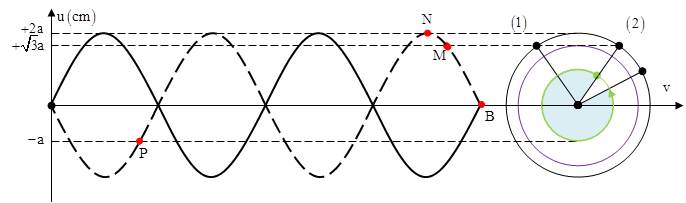 u(cm)
+2a
+√3a
−a
P
N
M
B
(1)
(2)
v